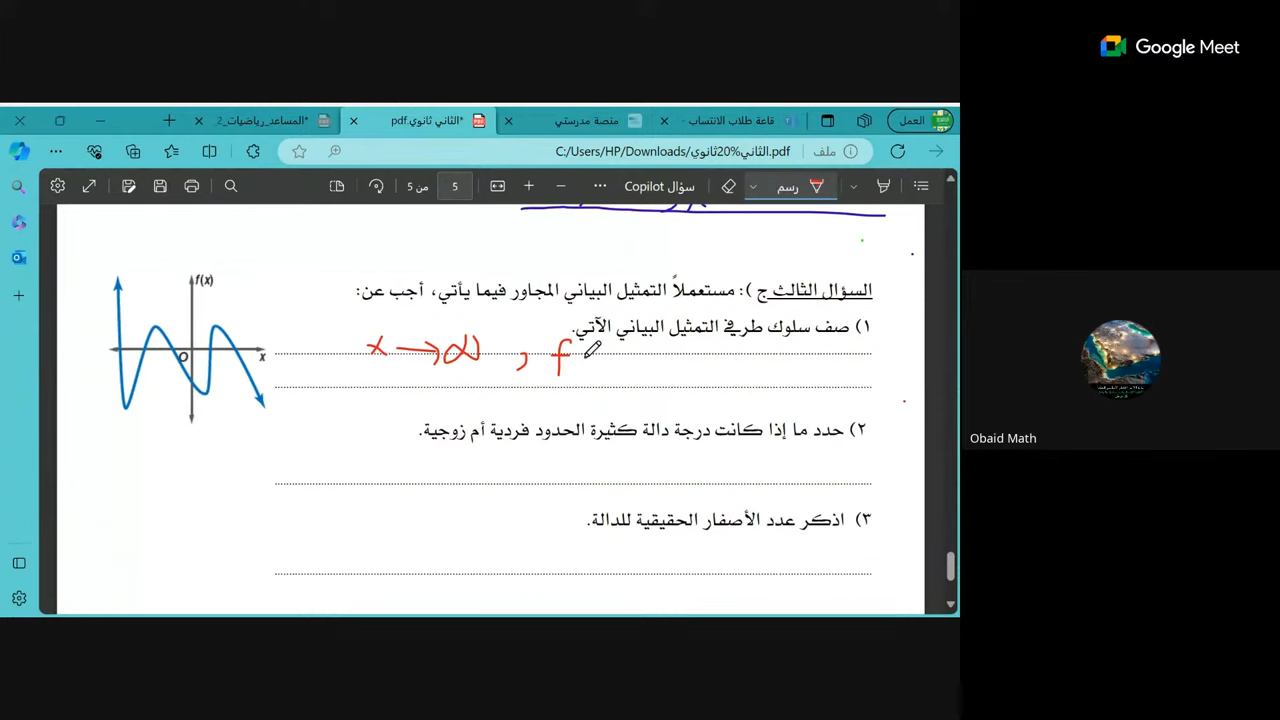 Google Meet
المساعد_رياضيات_2*
الثاني ثانوي.pdf*
منصة مدرستي
قاعة طلاب الانتساب -
العمل
C:/Users/HP/Downloads/الثاني%20ثانوي.pdf
ملف
5 من 5
سؤال Copilot
رسم
السؤال الثالث ج ): مستعملاً التمثيل البياني المجاور فيما يأتي، أجب عن:
١) صف سلوك طرفي التمثيل البياني الآتي.
x → ∞ , f
٢) حدد ما إذا كانت درجة دالة كثيرة الحدود فردية أم زوجية.
٣) اذكر عدد الأصفار الحقيقية للدالة.
f(x)
O
x
Obaid Math